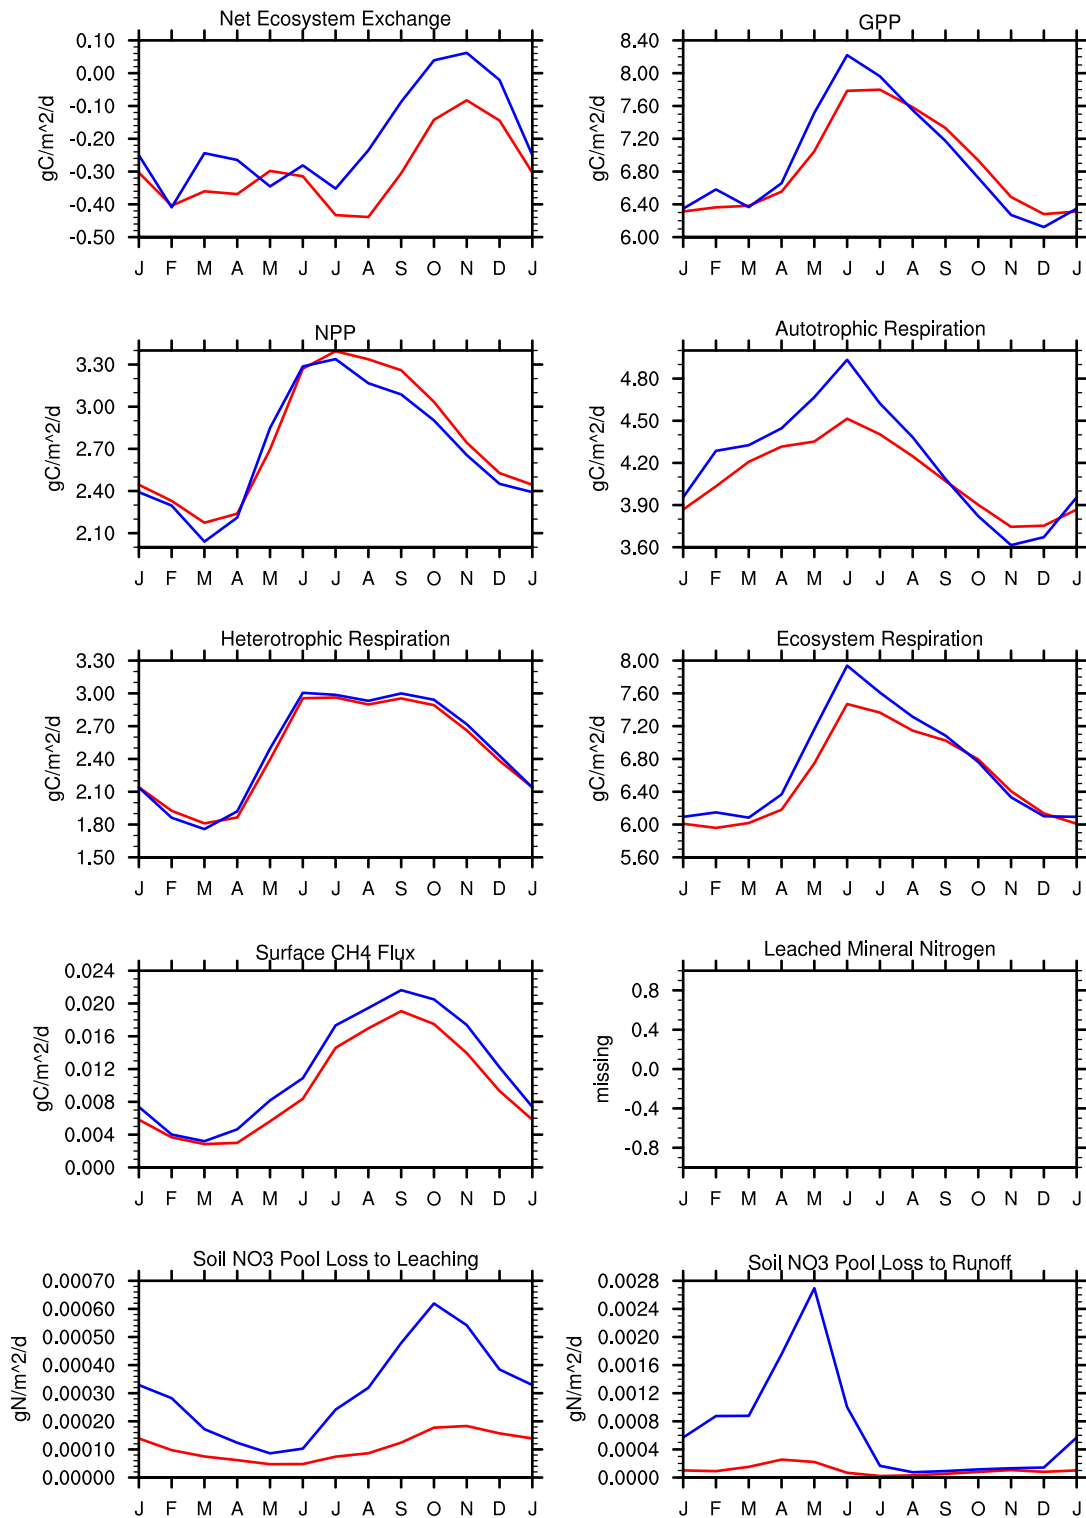 Net Ecosystem Exchange
gC/m^2/d
0.10
0.00
-0.10
-0.20
-0.30
-0.40
-0.50
J F M A M J J A S O N D J
GPP
gC/m^2/d
8.40
8.00
7.60
7.20
6.80
6.40
6.00
J F M A M J J A S O N D J
NPP
gC/m^2/d
3.30
3.00
2.70
2.40
2.10
J F M A M J J A S O N D J
Autotrophic Respiration
gC/m^2/d
4.80
4.50
4.20
3.90
3.60
J F M A M J J A S O N D J
Heterotrophic Respiration
gC/m^2/d
3.30
3.00
2.70
2.40
2.10
1.80
1.50
J F M A M J J A S O N D J
Ecosystem Respiration
gC/m^2/d
8.00
7.60
7.20
6.80
6.40
6.00
5.60
J F M A M J J A S O N D J
Surface CH4 Flux
gC/m^2/d
0.024
0.020
0.016
0.012
0.008
0.004
0.000
J F M A M J J A S O N D J
Leached Mineral Nitrogen
missing
0.8
0.4
0.0
-0.4
-0.8
J F M A M J J A S O N D J
Soil NO3 Pool Loss to Leaching
gN/m^2/d
0.00070
0.00060
0.00050
0.00040
0.00030
0.00020
0.00010
0.00000
J F M A M J J A S O N D J
Soil NO3 Pool Loss to Runoff
gN/m^2/d
0.0028
0.0024
0.0020
0.0016
0.0012
0.0008
0.0004
0.0000
J F M A M J J A S O N D J